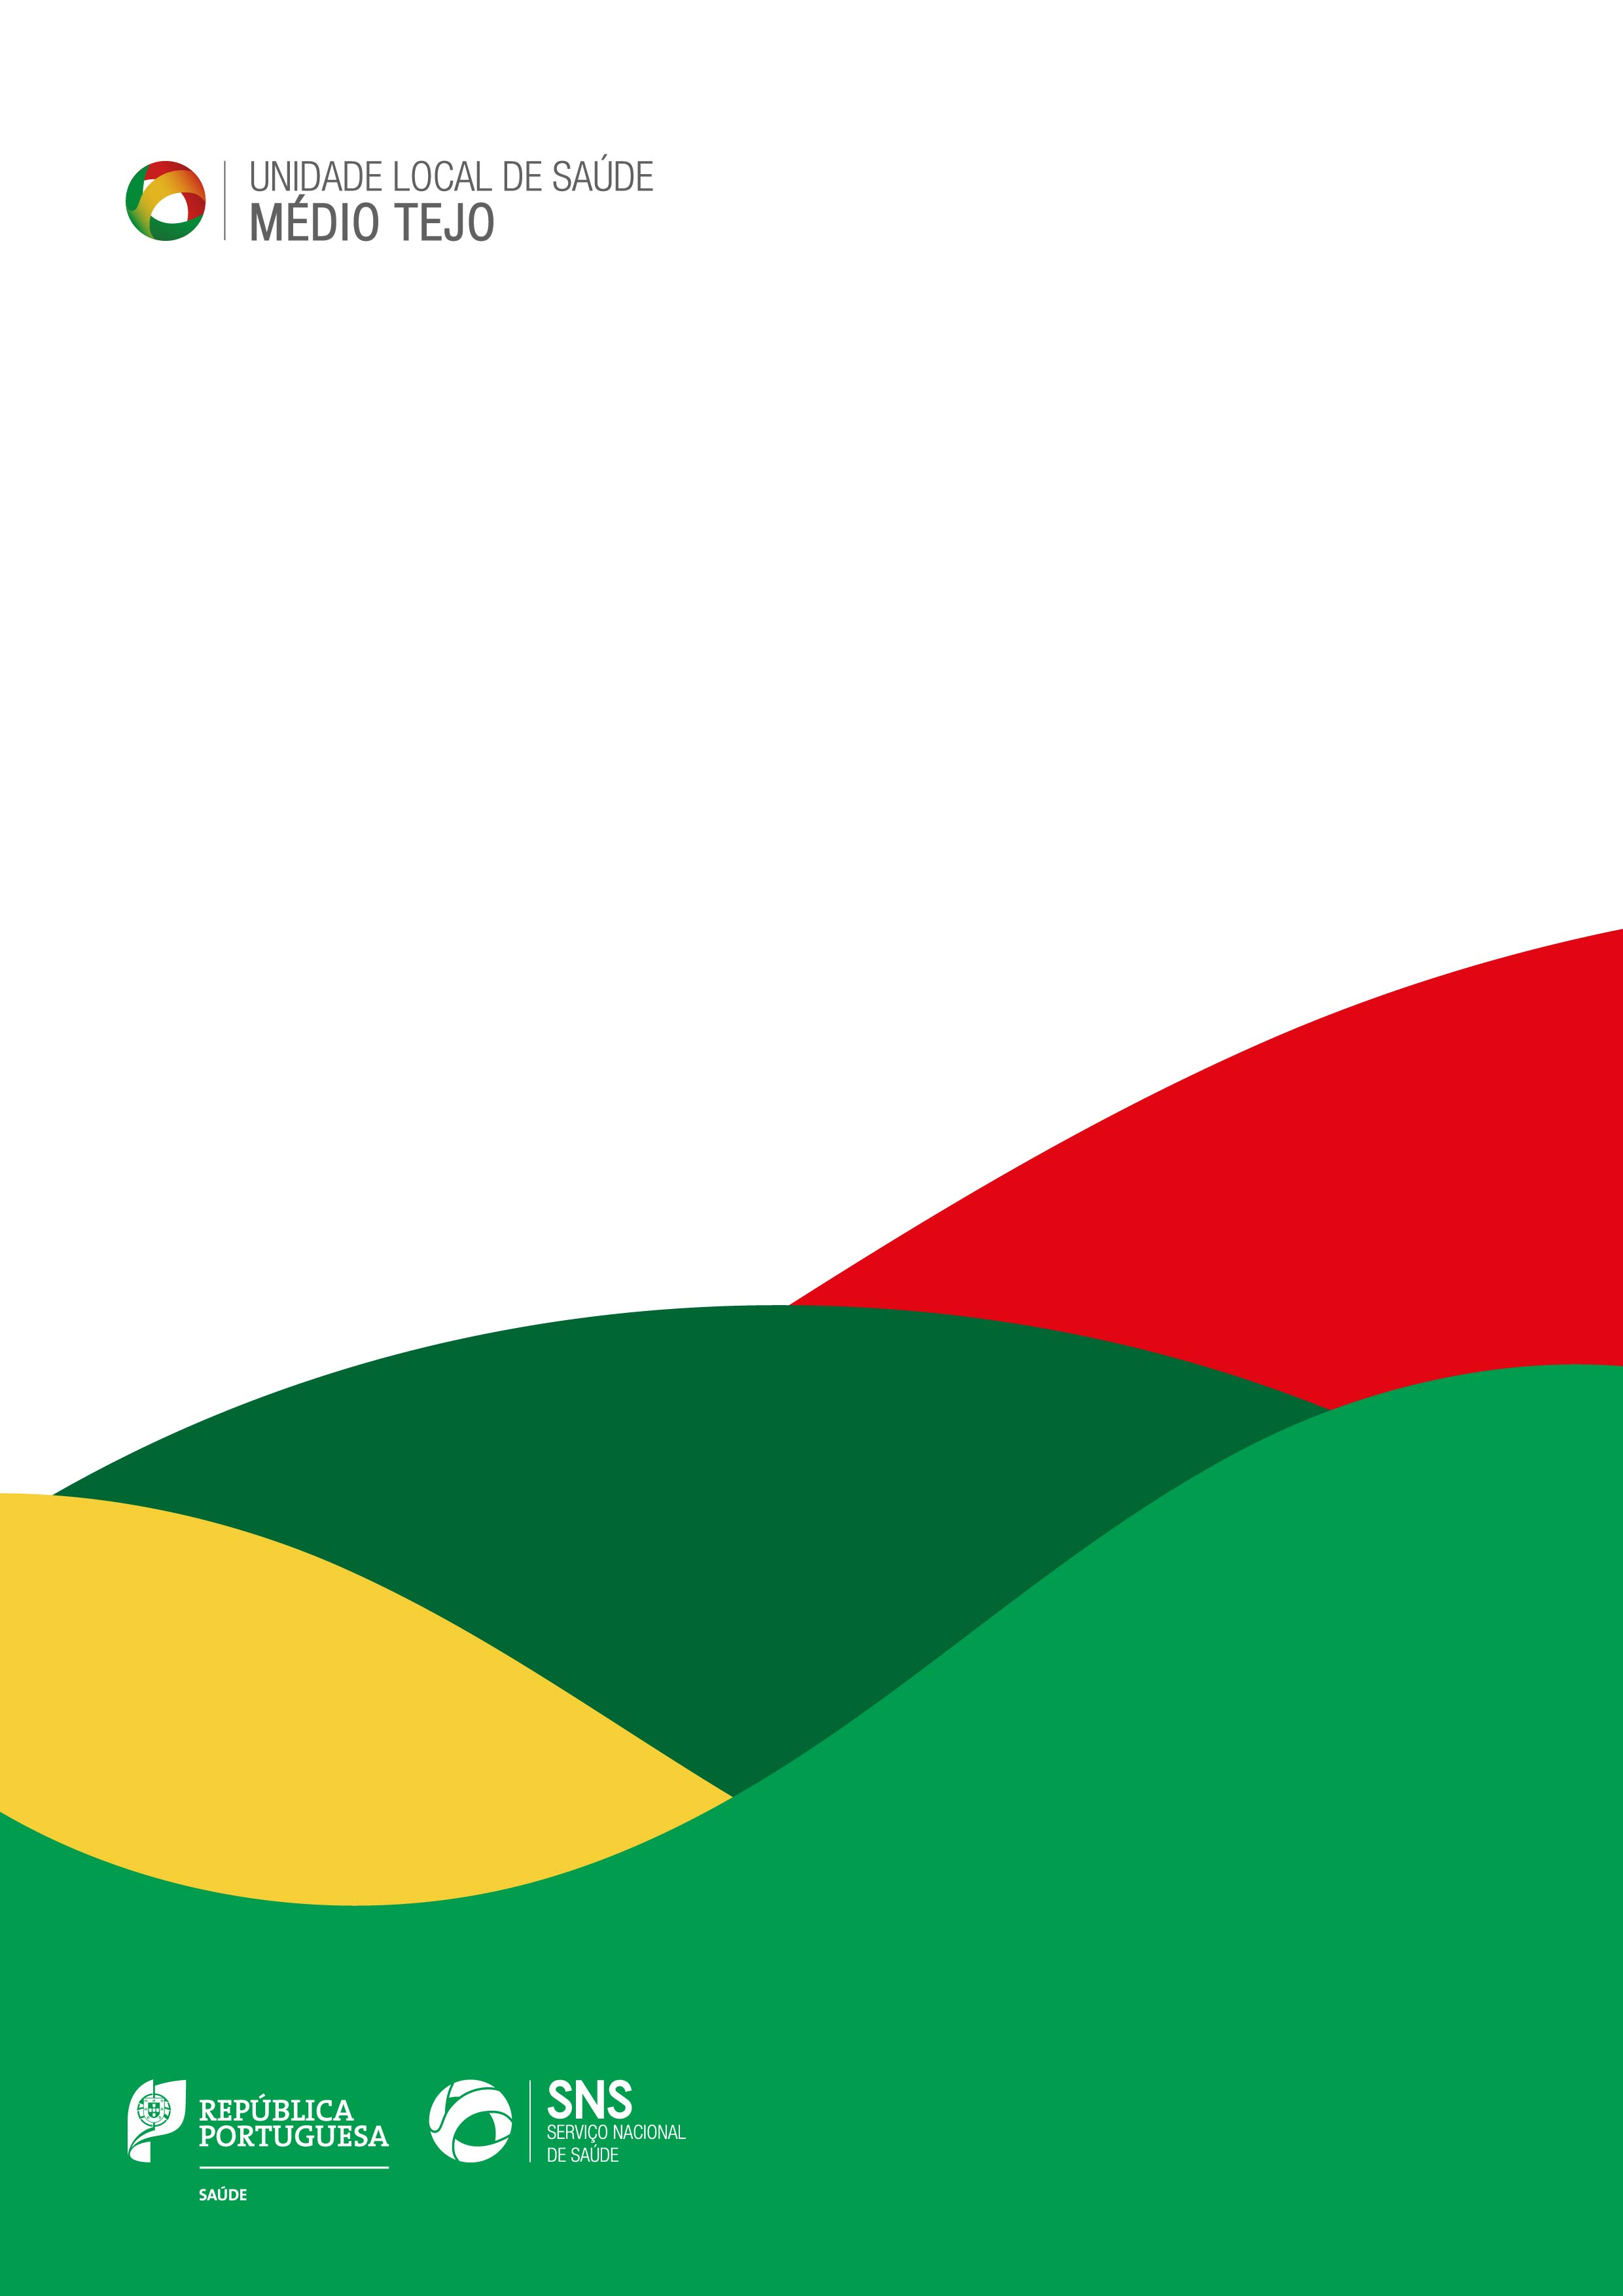 UNIDADE LOCAL DE SAÚDE
MÉDIO TEJO
REPÚBLICA
PORTUGUESA
SAÚDE
SNS
SERVIÇO NACIONAL
DE SAÚDE